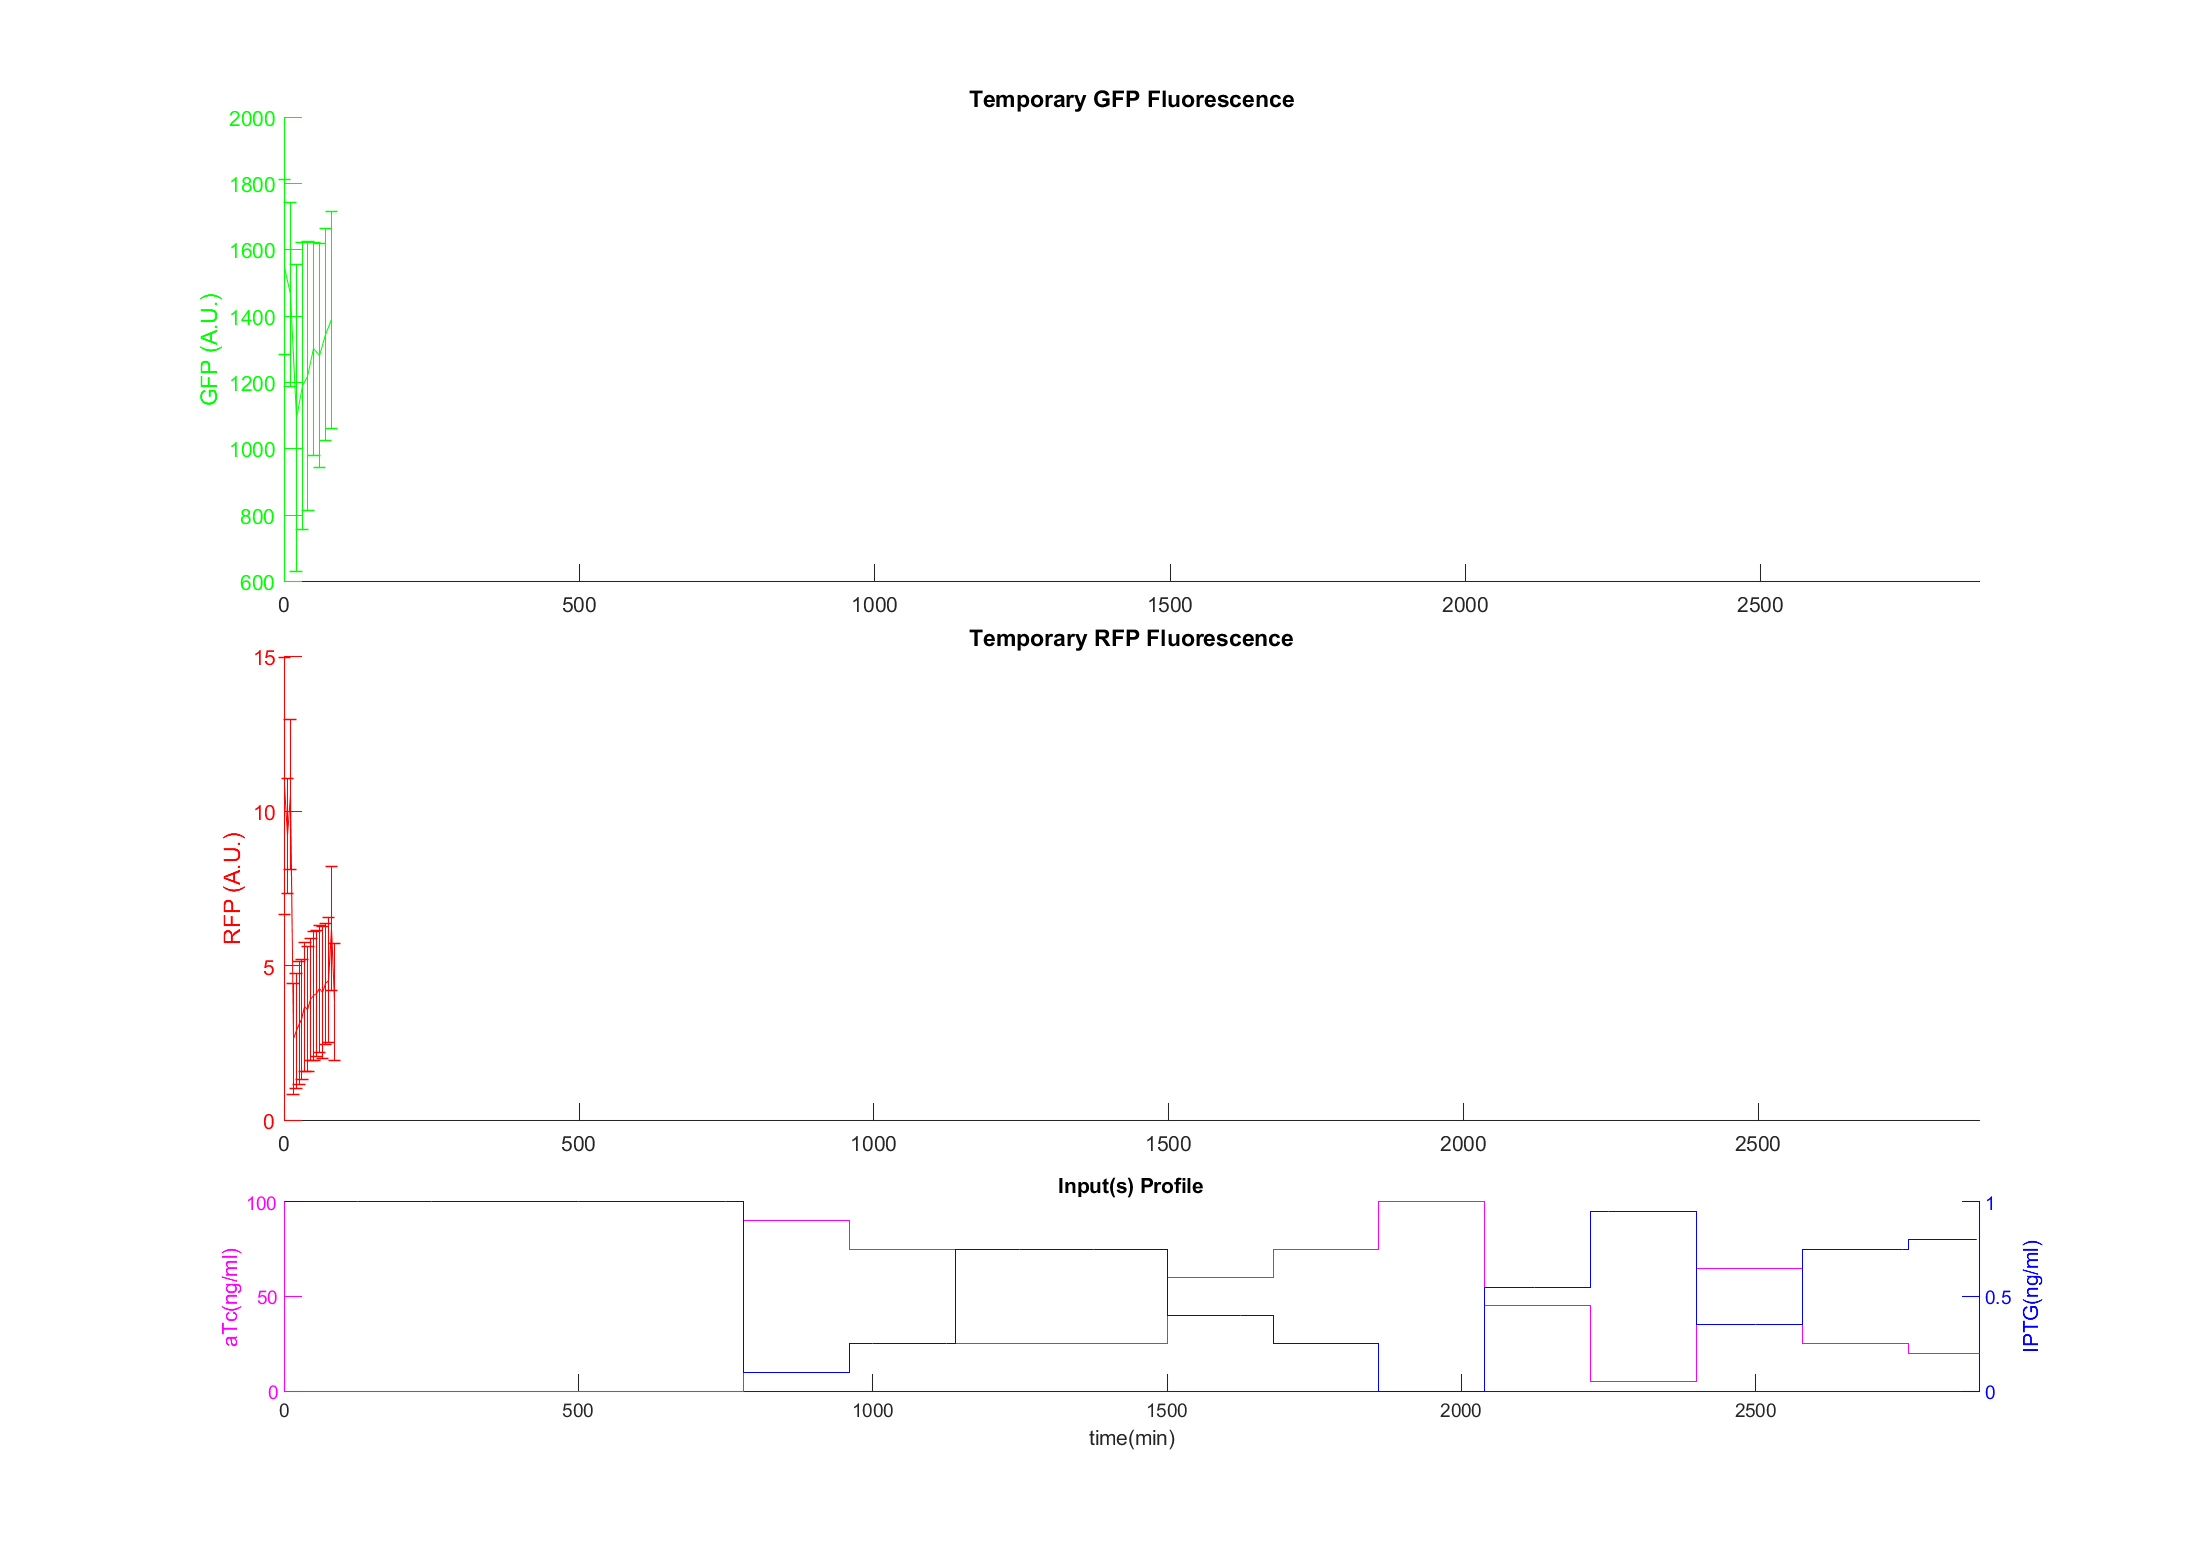 Temporary GFP Fluorescence
2000
1800
1600
1400
1200
1000
800
600
GFP (A.U.)
0 500 1000 1500 2000 2500
Temporary RFP Fluorescence
15
10
5
0
RFP (A.U.)
0 500 1000 1500 2000 2500
Input(s) Profile
100
50
0
aTc(ng/ml)
1
0.5
0
IPTG(ng/ml)
0 500 1000 1500 2000 2500
time(min)